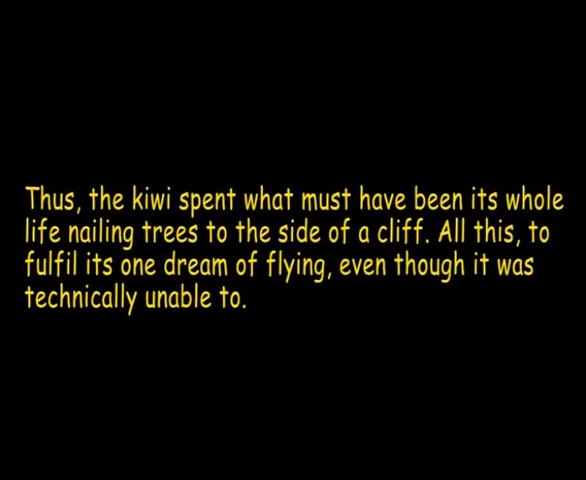 Thus, the kiwi spent what must have been its whole
life nailing trees to the side of a cliff. All this, to
fulfil its one dream of flying, even though it was
technically unable to.